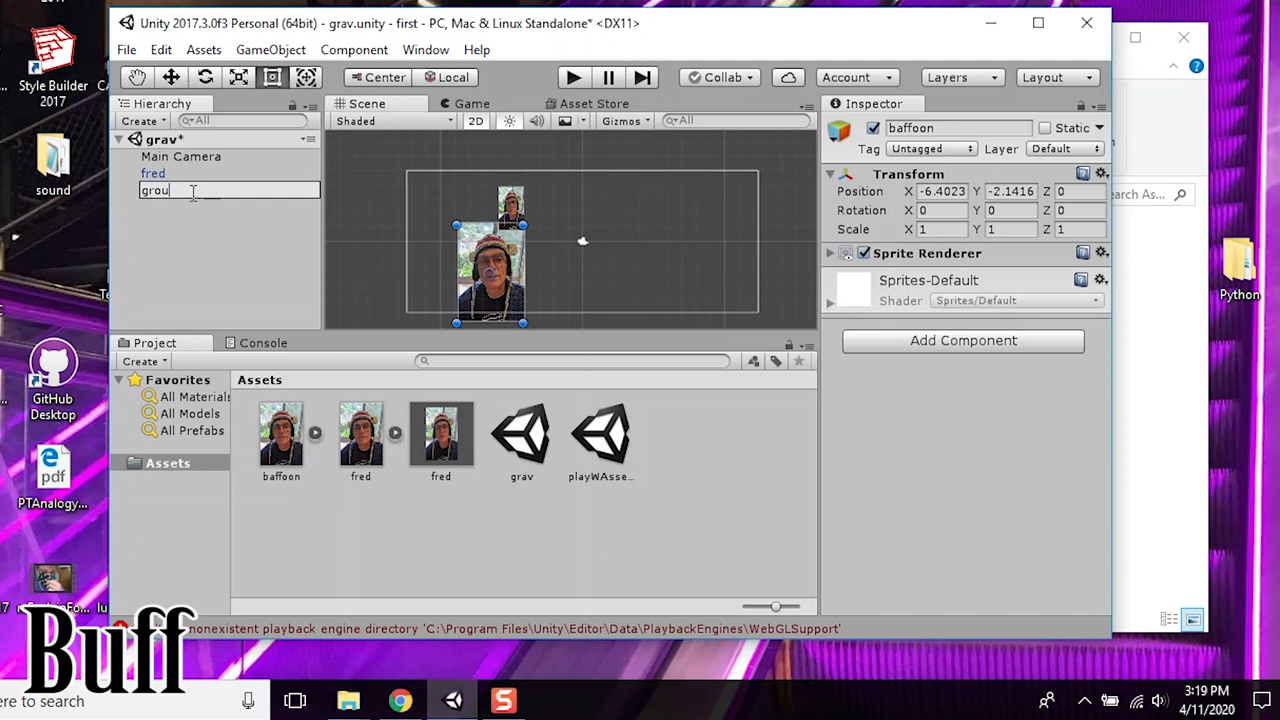 Style Builder
2017
sound
GitHub
Desktop
pdf
PTAnalogy...
Unity 2017.3.0f3 Personal (64bit) - grav.unity - first - PC, Mac & Linux Standalone* <DX11>
File Edit Assets GameObject Component Window Help
Center Local Collab Account Layers Layout
Hierarchy
Create All
grav*
Main Camera
fred
grou
Scene Game Asset Store
Shaded 2D Gizmos All
Inspector
baffoon Static
Tag Untagged Layer Default
Transform
Position X -6.4023 Y -2.1416 Z 0
Rotation X 0 Y 0 Z 0
Scale X 1 Y 1 Z 1
Sprite Renderer
Sprites-Default
Shader Sprites/Default
Add Component
Project Console
Create
Favorites
All Materials
All Models
All Prefabs
Assets
Assets
baffoon fred fred grav playWAsse...
nonexistent playback engine directory 'C:\Program Files\Unity\Editor\Data\PlaybackEngines\WebGLSupport'
As...
Python
Buff
ere to search
3:19 PM
4/11/2020